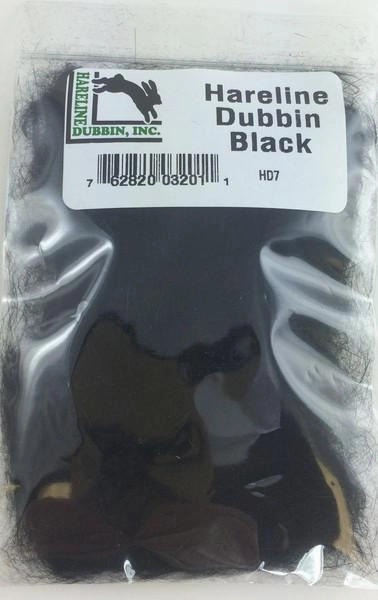 HARELINE
DUBBIN, INC.
Hareline
Dubbin
Black
7 62820 03201 1
HD7